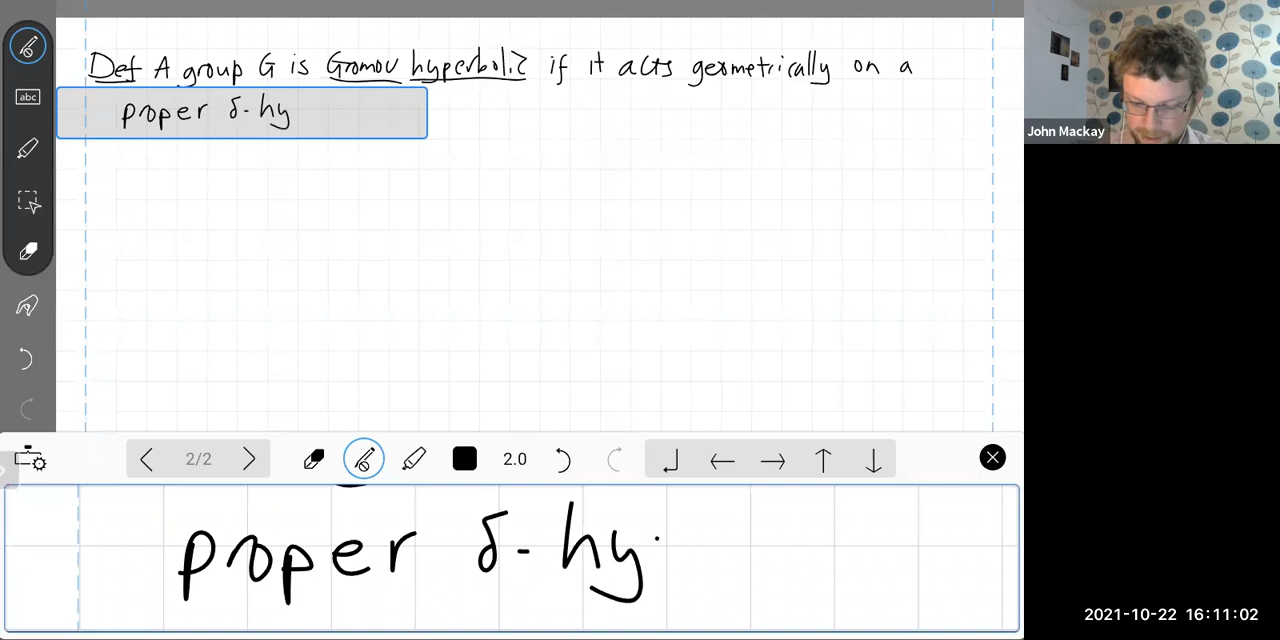 Def A group G is Gromov hyperbolic if it acts geometrically on a
proper δ-hy
John Mackay
abc
2/2
2.0
proper δ-hy
2021-10-22 16:11:02